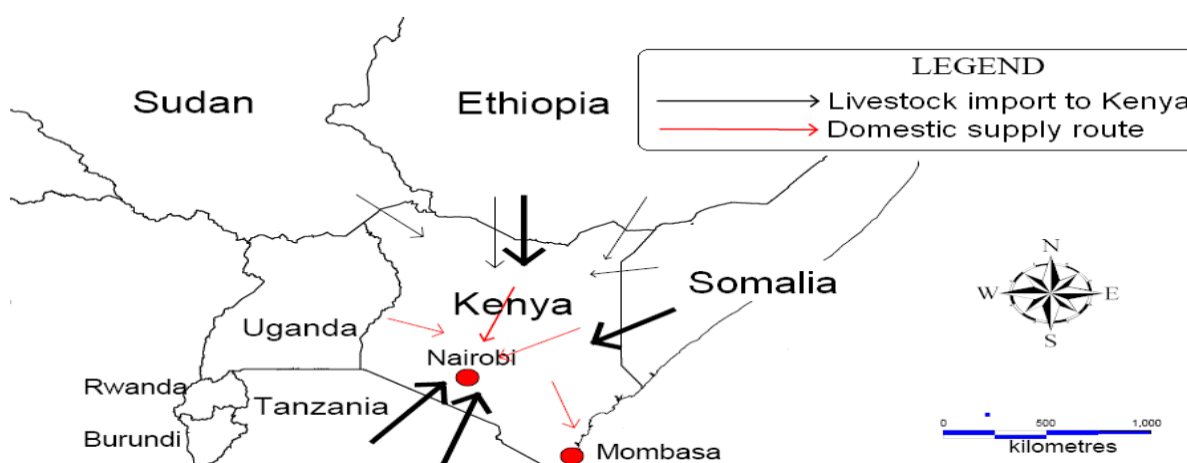 LEGEND
Livestock import to Kenya
Domestic supply route
Sudan
Ethiopia
Somalia
Kenya
Uganda
Nairobi
Rwanda
Tanzania
Burundi
Mombasa
N
W E
S
0 500 1,000
kilometres